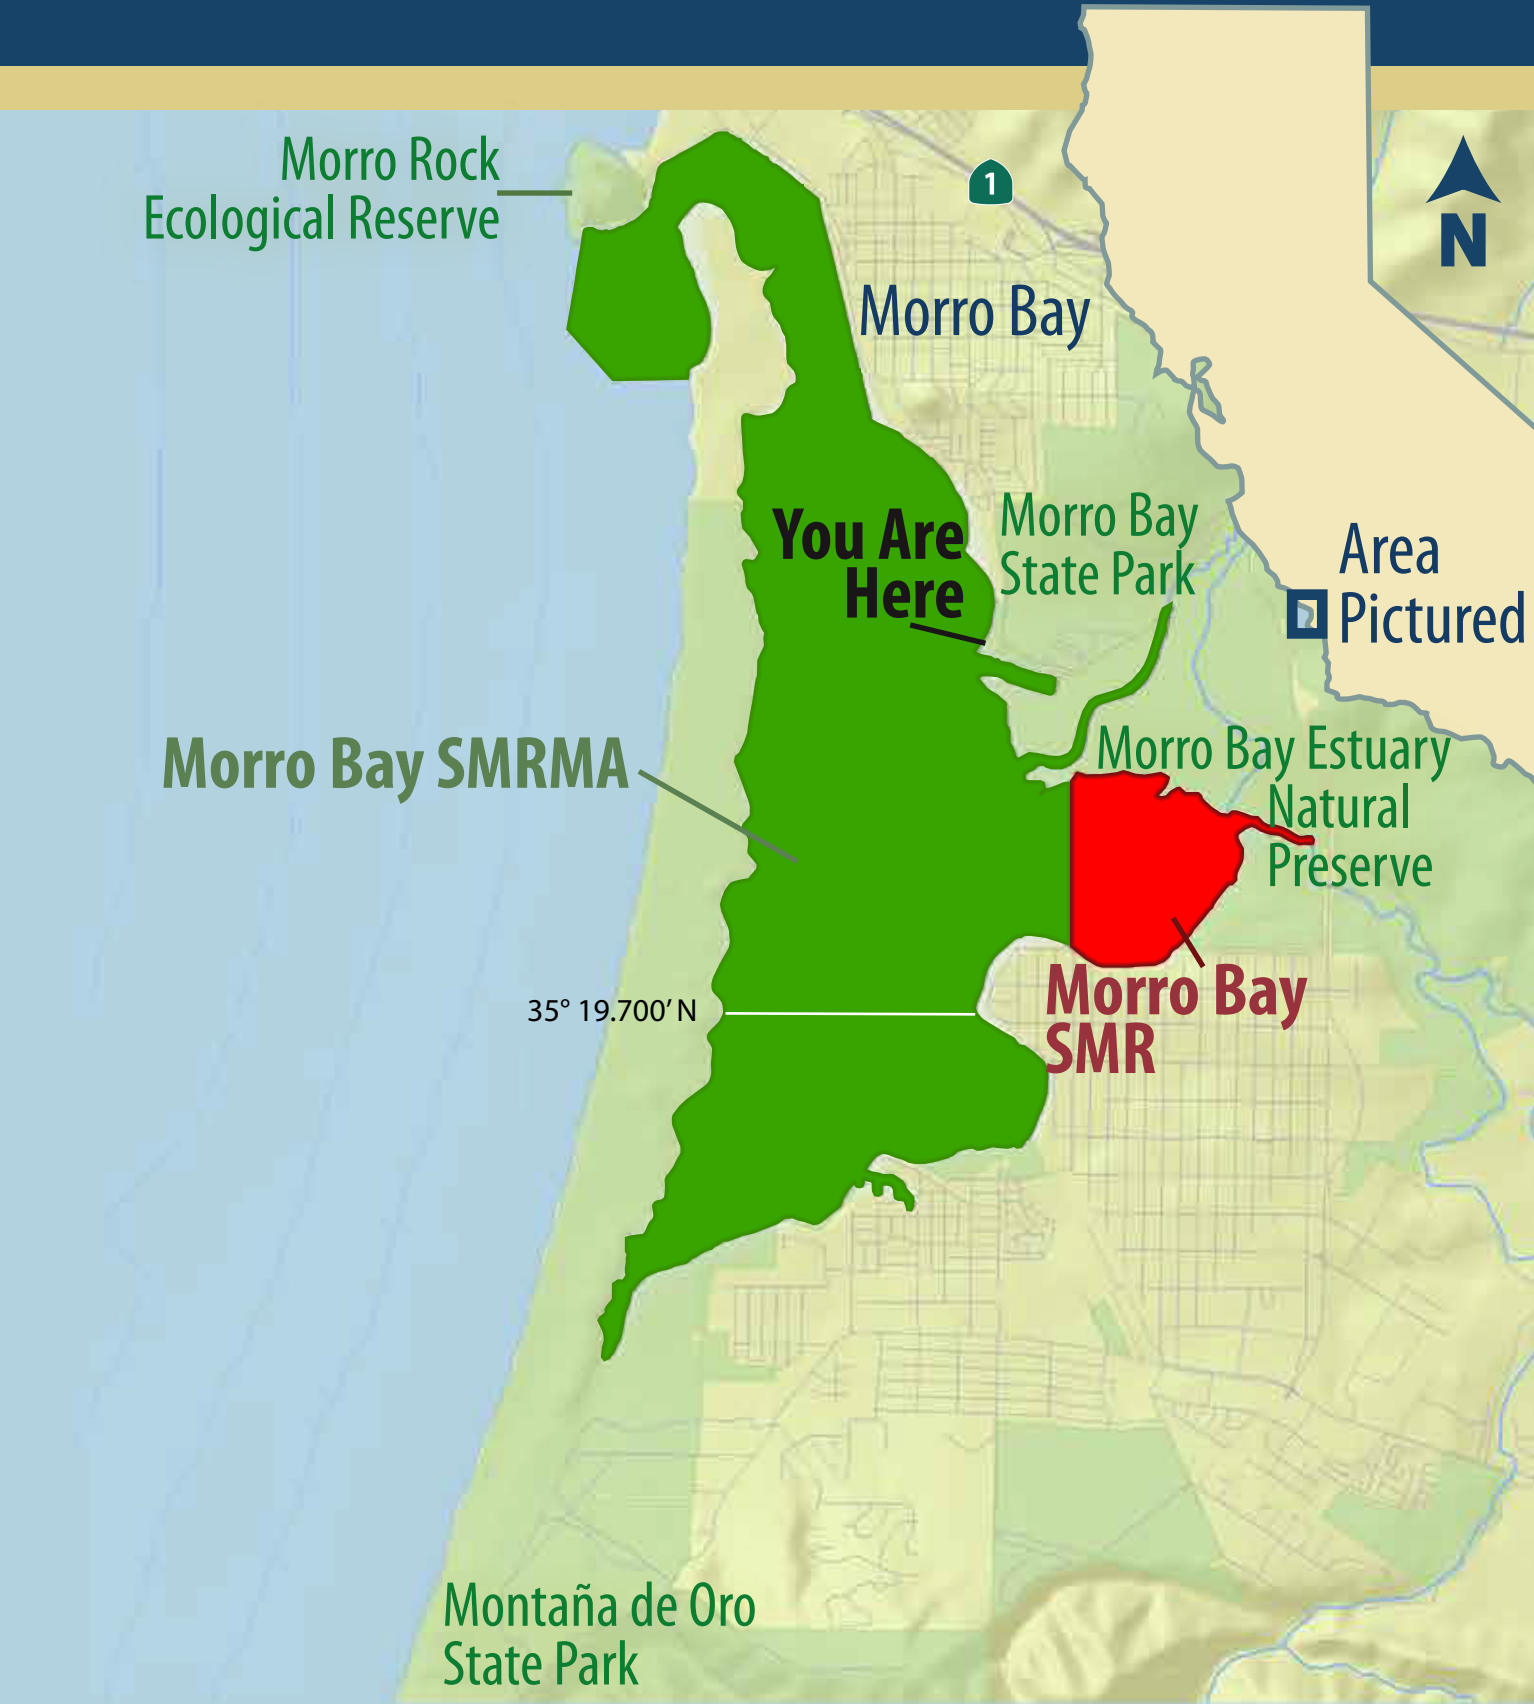 Morro Rock
Ecological Reserve
1
N
Morro Bay
You Are
Here
Morro Bay
State Park
Area
Pictured
Morro Bay SMRMA
Morro Bay Estuary
Natural
Preserve
35° 19.700’ N
Morro Bay
SMR
Montaña de Oro
State Park